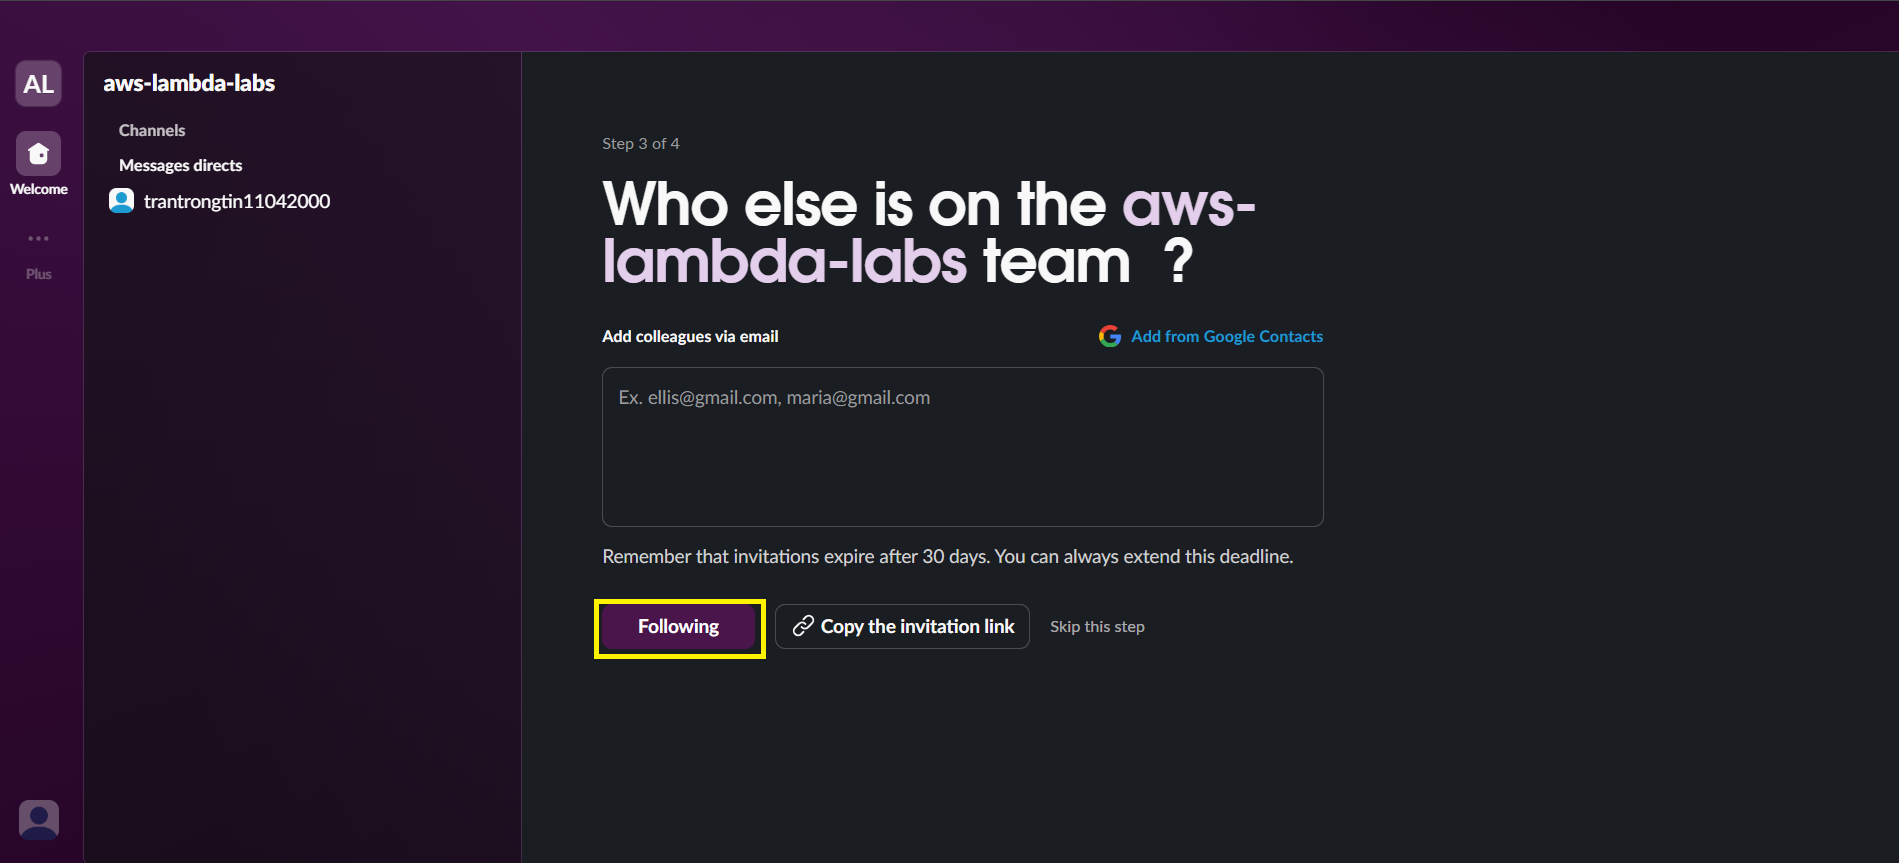 AL
Welcome
Plus
aws-lambda-labs
Channels
Messages directs
trantrongtin11042000
Step 3 of 4
Who else is on the aws-
lambda-labs team ?
Add colleagues via email
Add from Google Contacts
Ex. ellis@gmail.com, maria@gmail.com
Remember that invitations expire after 30 days. You can always extend this deadline.
Following
Copy the invitation link
Skip this step